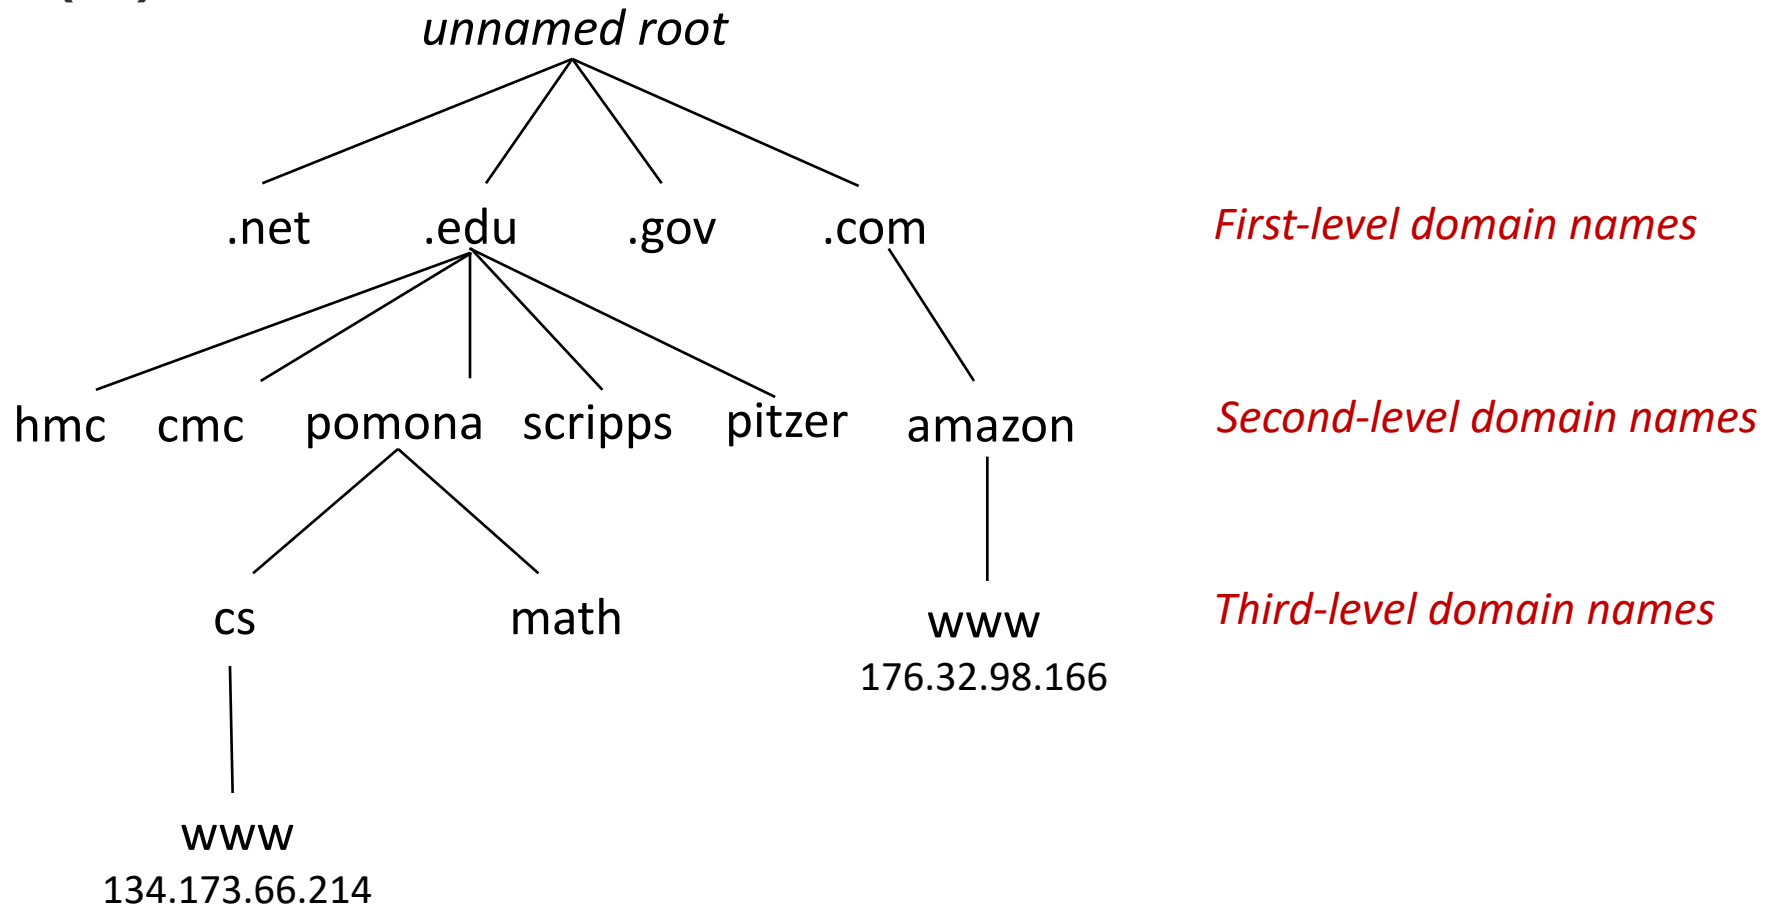 unnamed root
.net .edu .gov .com First-level domain names
hmc cmc pomona scripps pitzer amazon Second-level domain names
cs math www Third-level domain names
176.32.98.166
www
134.173.66.214